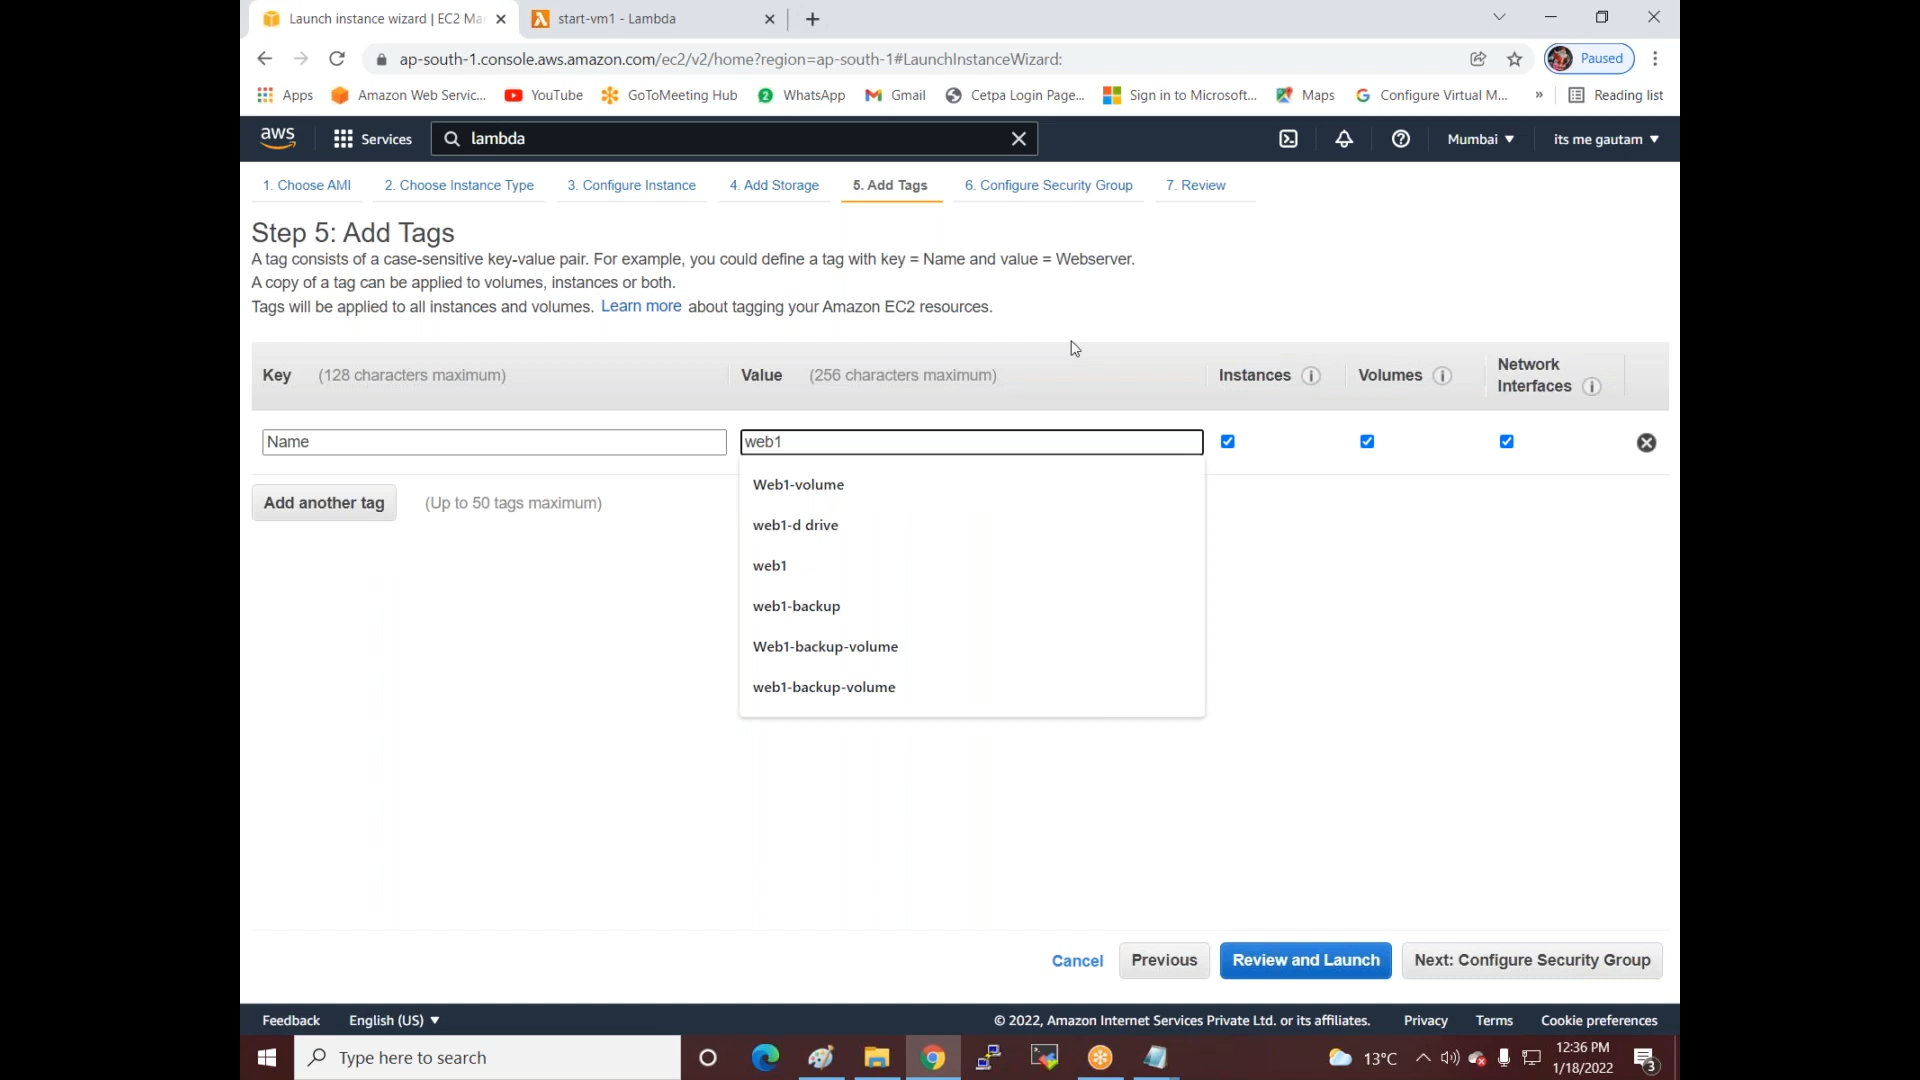 Launch instance wizard | EC2 Mar
start-vm1 - Lambda
ap-south-1.console.aws.amazon.com/ec2/v2/home?region=ap-south-1#LaunchInstanceWizard:
Paused
Apps
Amazon Web Servic...
YouTube
GoToMeeting Hub
2
WhatsApp
Gmail
Cetpa Login Page...
Sign in to Microsoft...
Maps
Configure Virtual M...
»
Reading list
aws
Services
lambda
Mumbai
its me gautam
1. Choose AMI
2. Choose Instance Type
3. Configure Instance
4. Add Storage
5. Add Tags
6. Configure Security Group
7. Review
Step 5: Add Tags
A tag consists of a case-sensitive key-value pair. For example, you could define a tag with key = Name and value = Webserver.
A copy of a tag can be applied to volumes, instances or both.
Tags will be applied to all instances and volumes. Learn more about tagging your Amazon EC2 resources.
Key (128 characters maximum)
Value (256 characters maximum)
Instances
Volumes
Network
Interfaces
Name
web1
Web1-volume
web1-d drive
web1
web1-backup
Web1-backup-volume
web1-backup-volume
Add another tag
(Up to 50 tags maximum)
Cancel
Previous
Review and Launch
Next: Configure Security Group
Feedback
English (US)
© 2022, Amazon Internet Services Private Ltd. or its affiliates.
Privacy
Terms
Cookie preferences
Type here to search
13°C
12:36 PM
1/18/2022
3